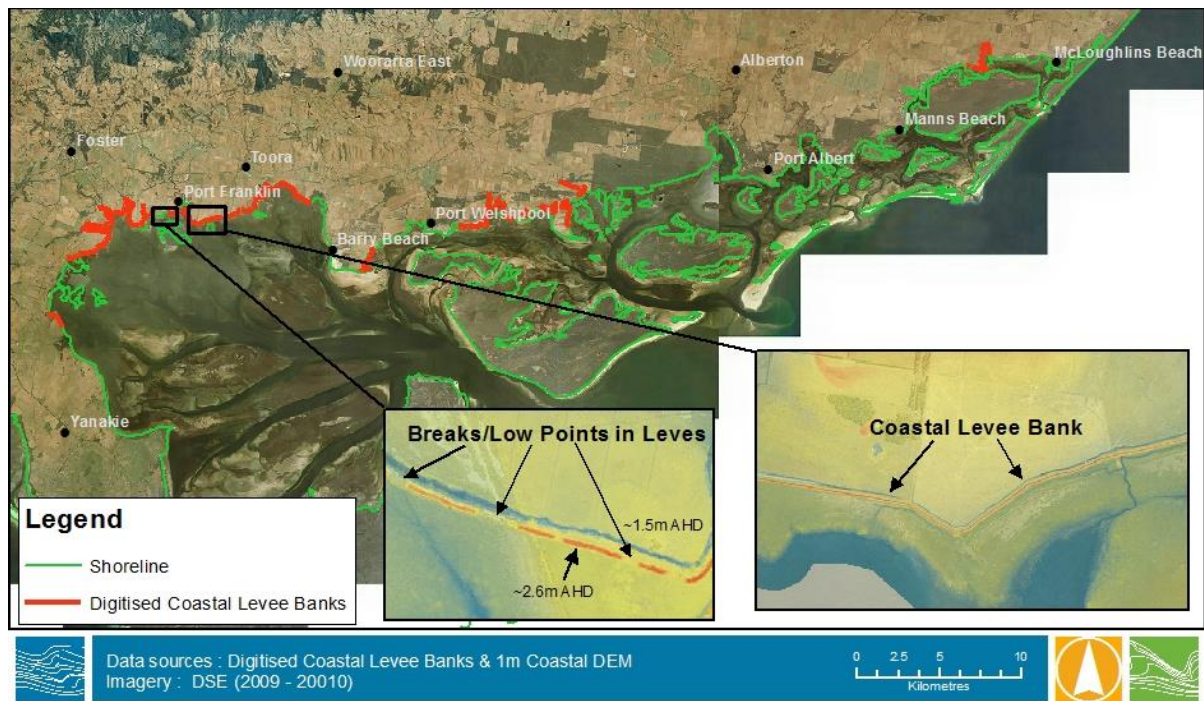 McLoughlins Beach
Woorarra East
Alberton
Manns Beach
Foster
Toora
Port Albert
Port Franklin
Port Welshpool
Barry Beach
Yanakie
Breaks/Low Points in Leves
~1.5m AHD
~2.6m AHD
Coastal Levee Bank
Legend
Shoreline
Digitised Coastal Levee Banks
Data sources : Digitised Coastal Levee Banks & 1m Coastal DEM
Imagery : DSE (2009 - 20010)
0 2.5 5 10
Kilometres